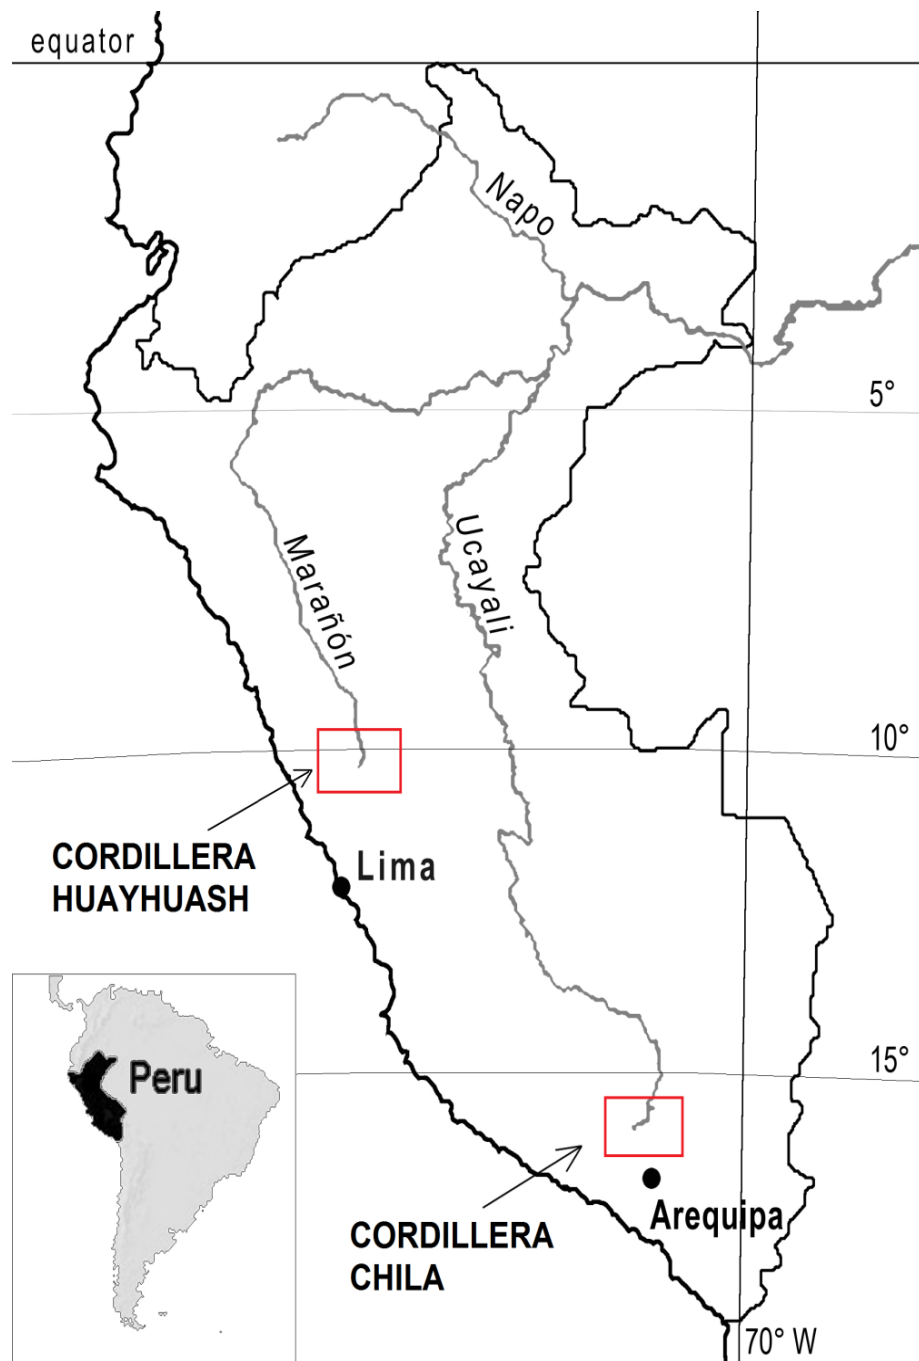 equator
Napo
5°
Marañón
Ucayali
10°
CORDILLERA
HUAYHUASH
Lima
Peru
15°
Arequipa
CORDILLERA
CHILA
70° W